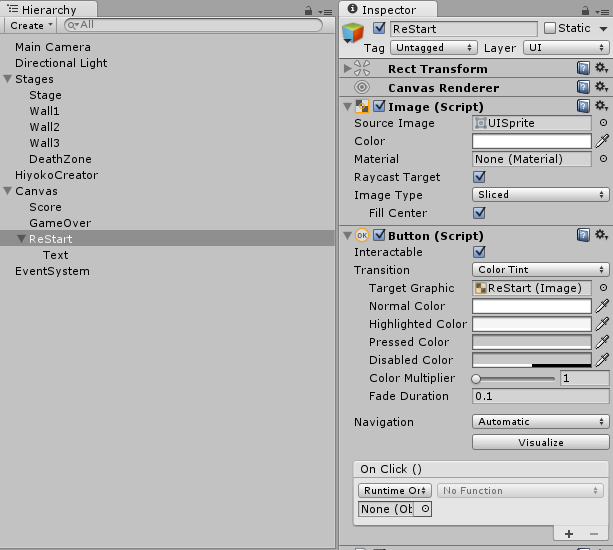 Hierarchy
Create
All
Main Camera
Directional Light
Stages
Stage
Wall1
Wall2
Wall3
DeathZone
HiyokoCreator
Canvas
Score
GameOver
ReStart
Text
EventSystem
Inspector
ReStart
Static
Tag Untagged Layer UI
Rect Transform
Canvas Renderer
Image (Script)
Source Image UISprite
Color
Material None (Material)
Raycast Target
Image Type Sliced
Fill Center
OK Button (Script)
Interactable
Transition Color Tint
Target Graphic ReStart (Image)
Normal Color
Highlighted Color
Pressed Color
Disabled Color
Color Multiplier 1
Fade Duration 0.1
Navigation Automatic
Visualize
On Click ()
Runtime On No Function
None (Ob